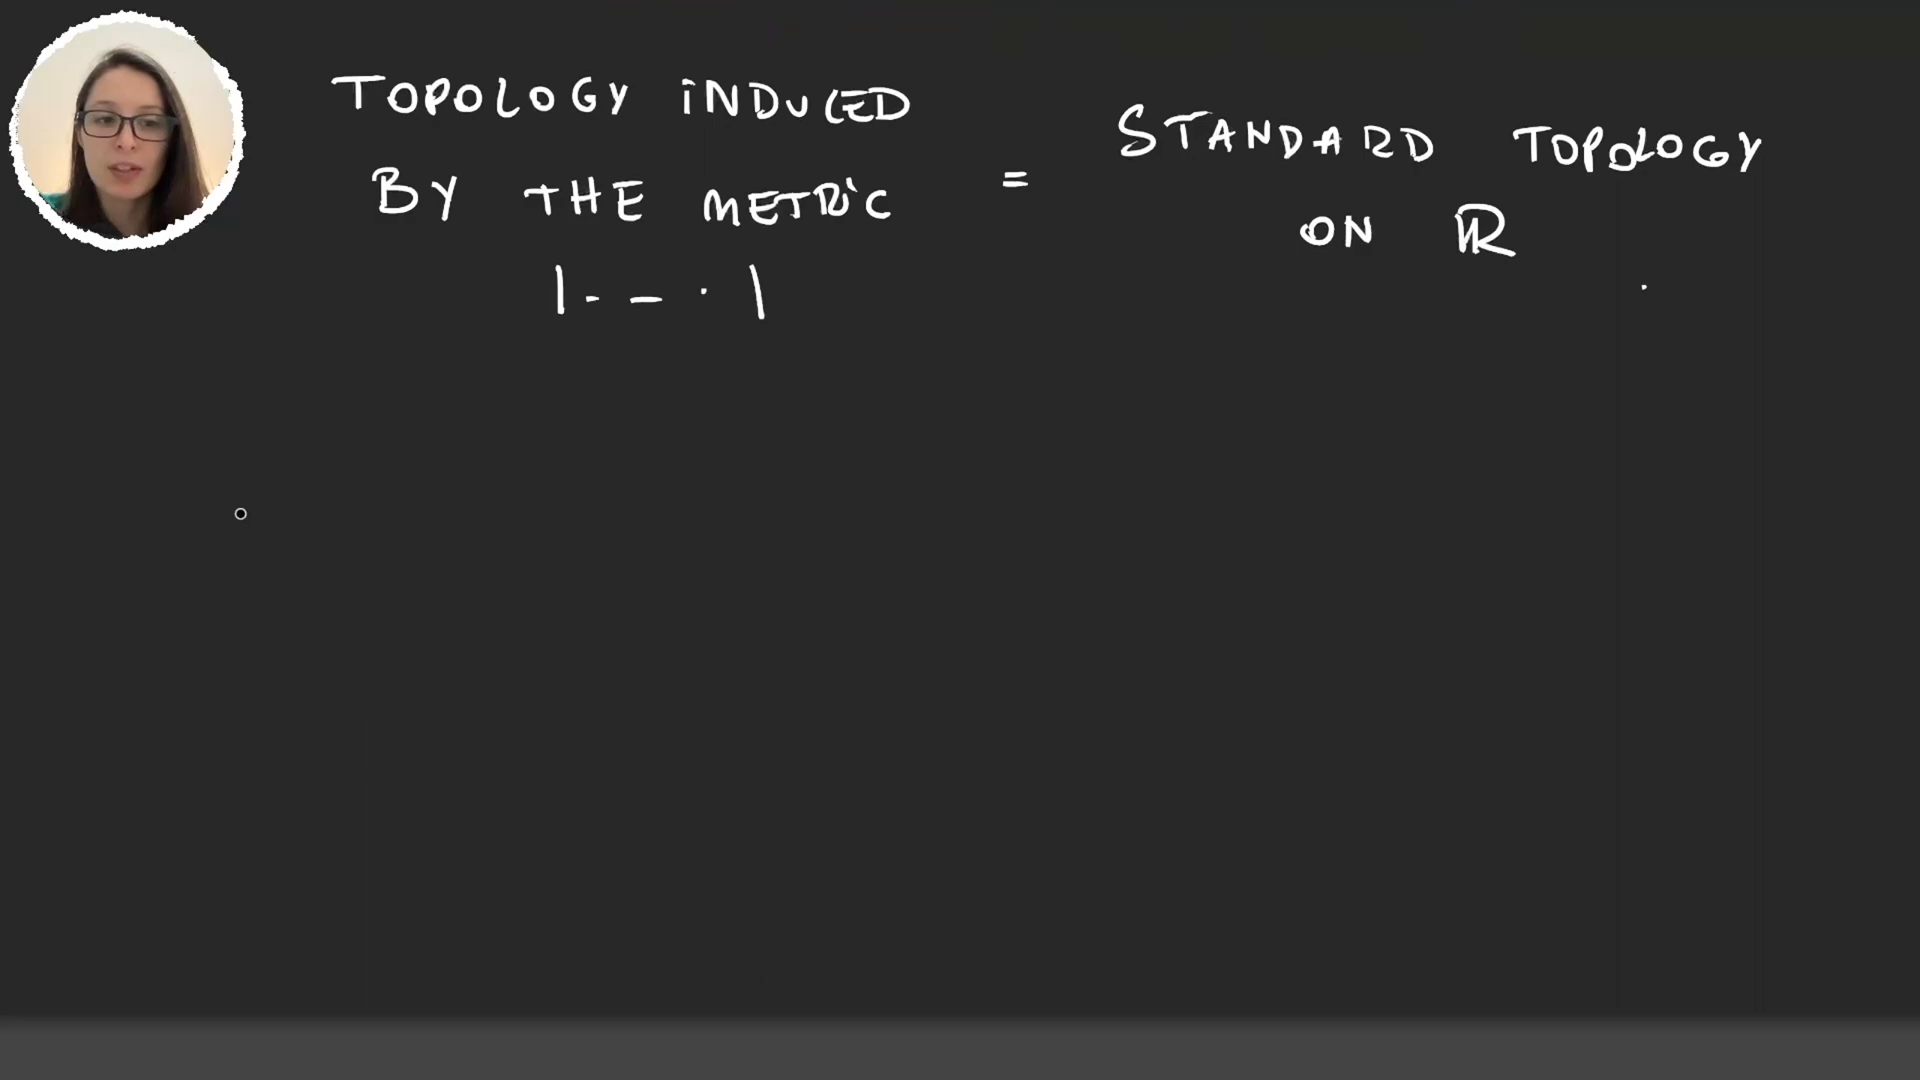 TOPOLOGY INDUCED
BY THE METRIC
|· - ·|
=
STANDARD TOPOLOGY
ON ℝ